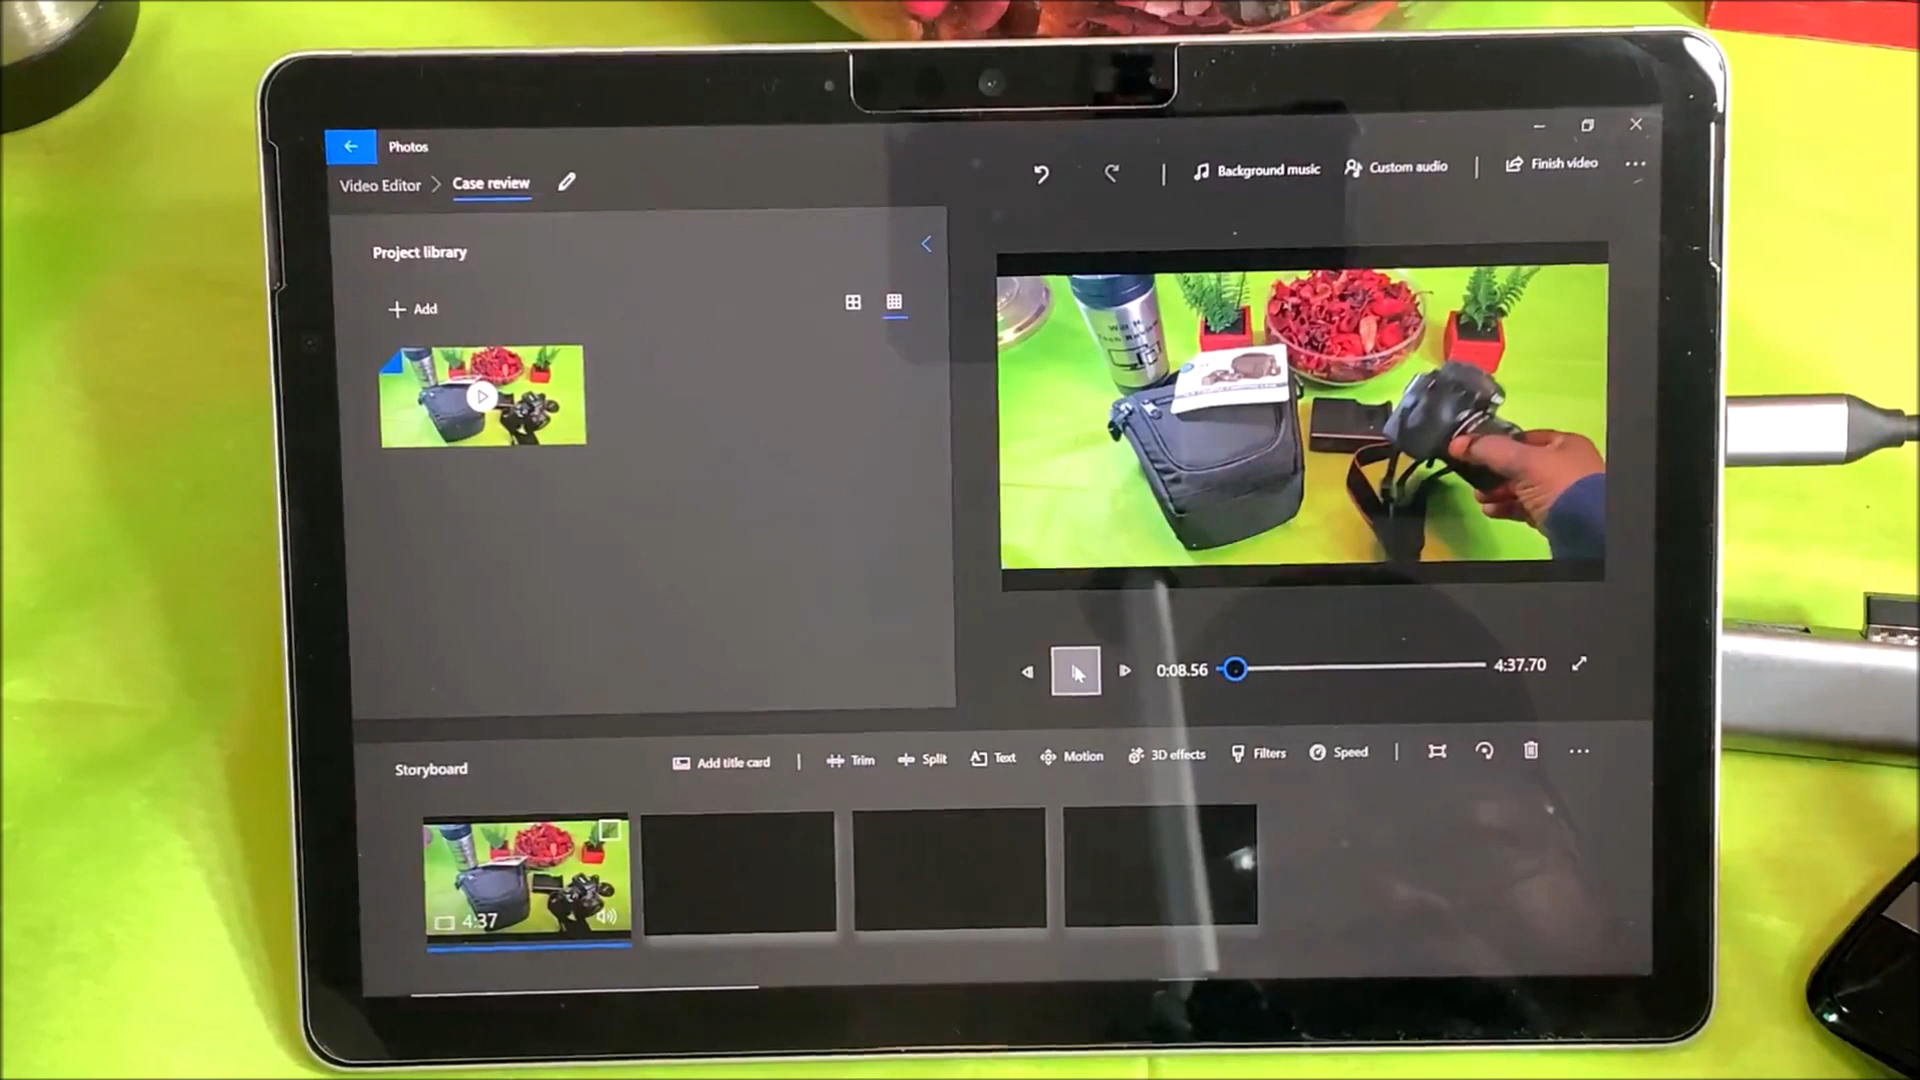 Photos
Video Editor > Case review
Background music
Custom audio
Finish video
Project library
+ Add
0:08.56
4:37.70
Storyboard
Add title card
Trim
Split
Text
Motion
3D effects
Filters
Speed
4:37